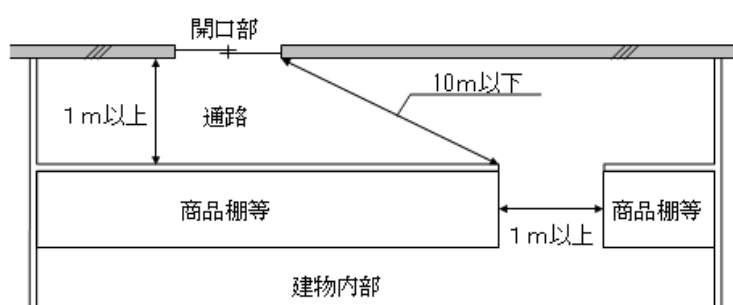 開口部
10m以下
1m以上
通路
商品棚等
商品棚等
1m以上
建物内部